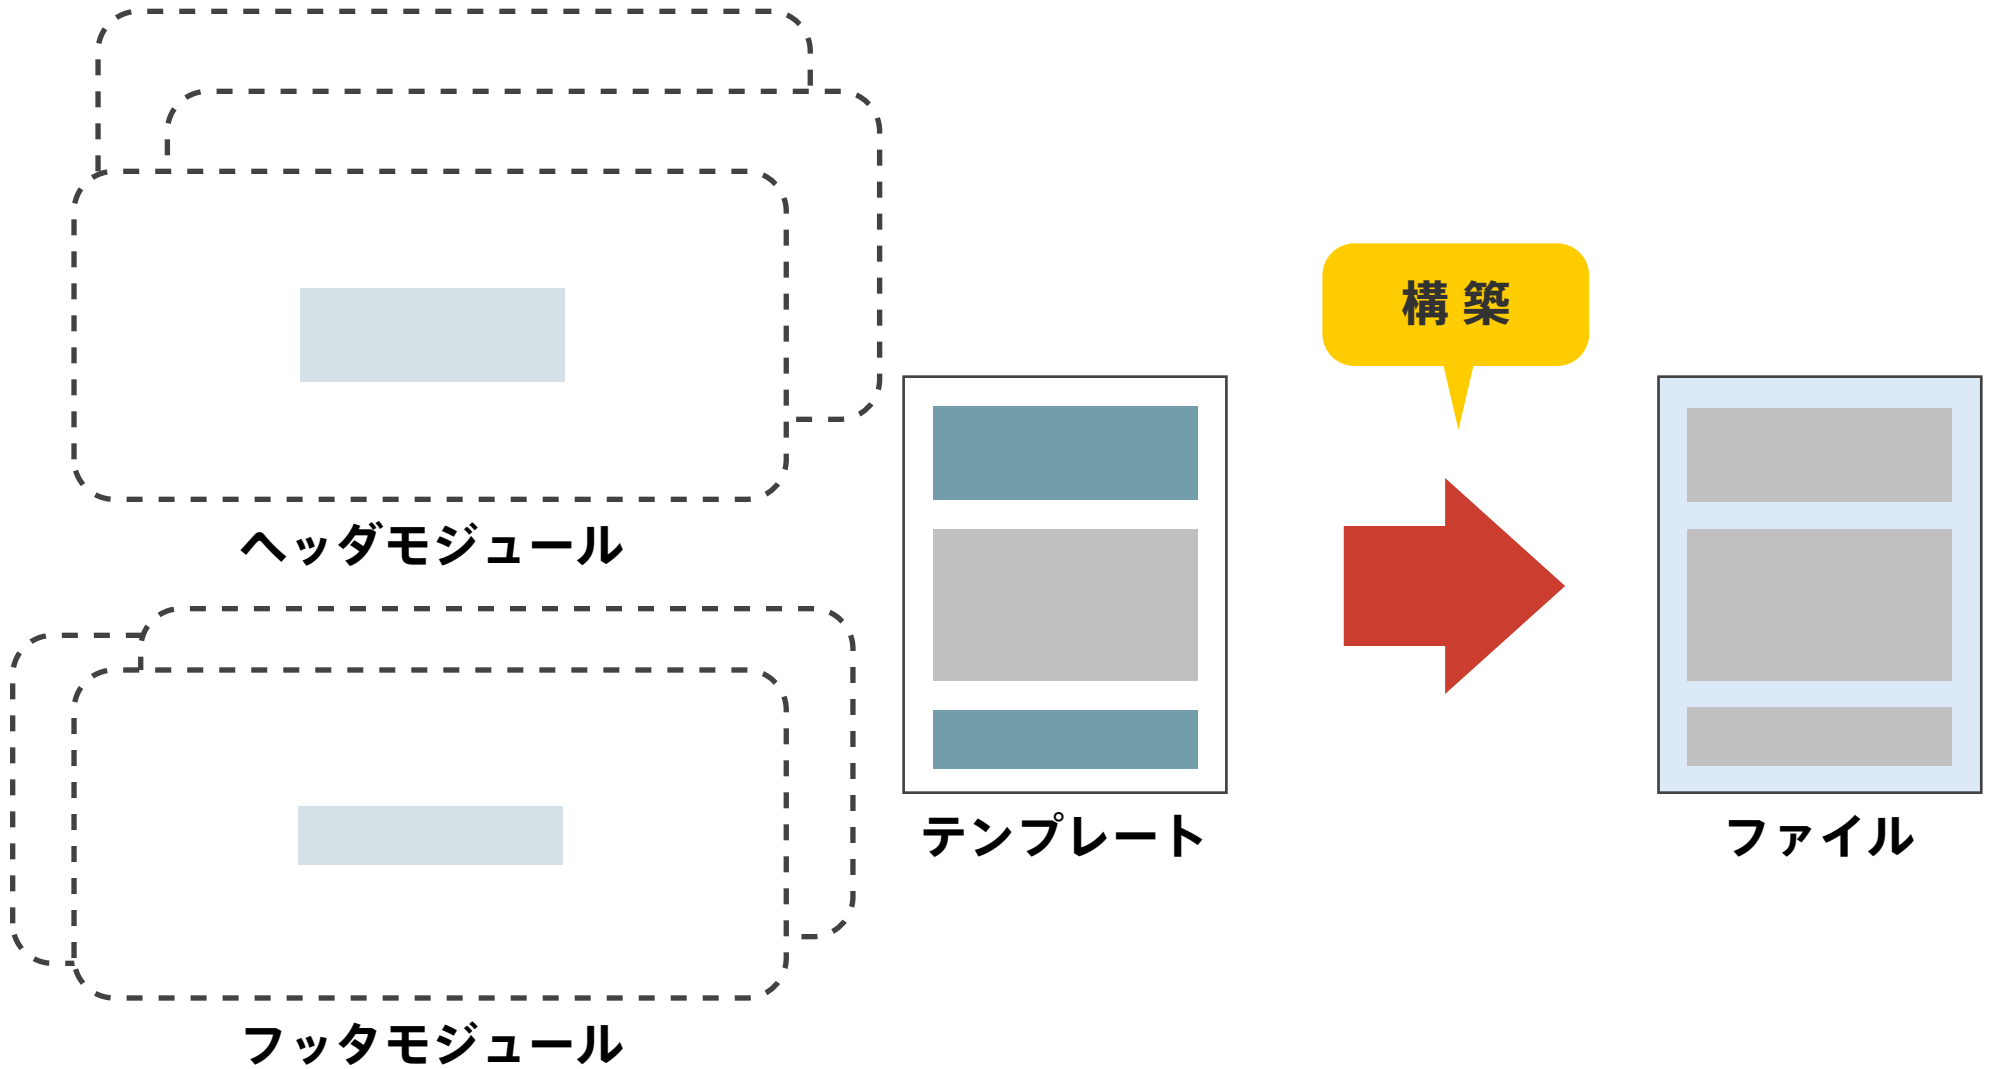 ヘッダモジュール
フッタモジュール
テンプレート
構築
ファイル